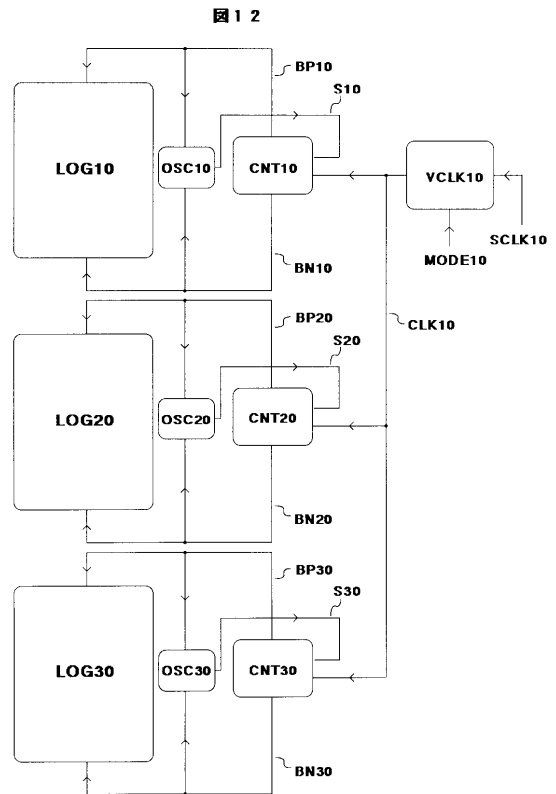 図12
BP10
S10
LOG10
OSC10
CNT10
VCLK10
SCLK10
MODE10
BN10
BP20
CLK10
S20
LOG20
OSC20
CNT20
BN20
BP30
S30
LOG30
OSC30
CNT30
BN30